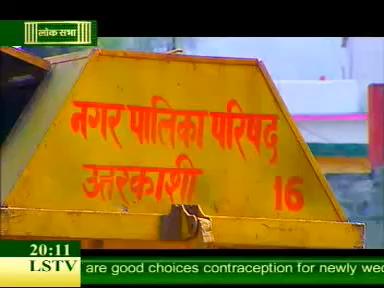 लोक सभा
नगर पालिका परिषद
उत्तरकाशी 16
20:11
LSTV are good choices contraception for newly wed